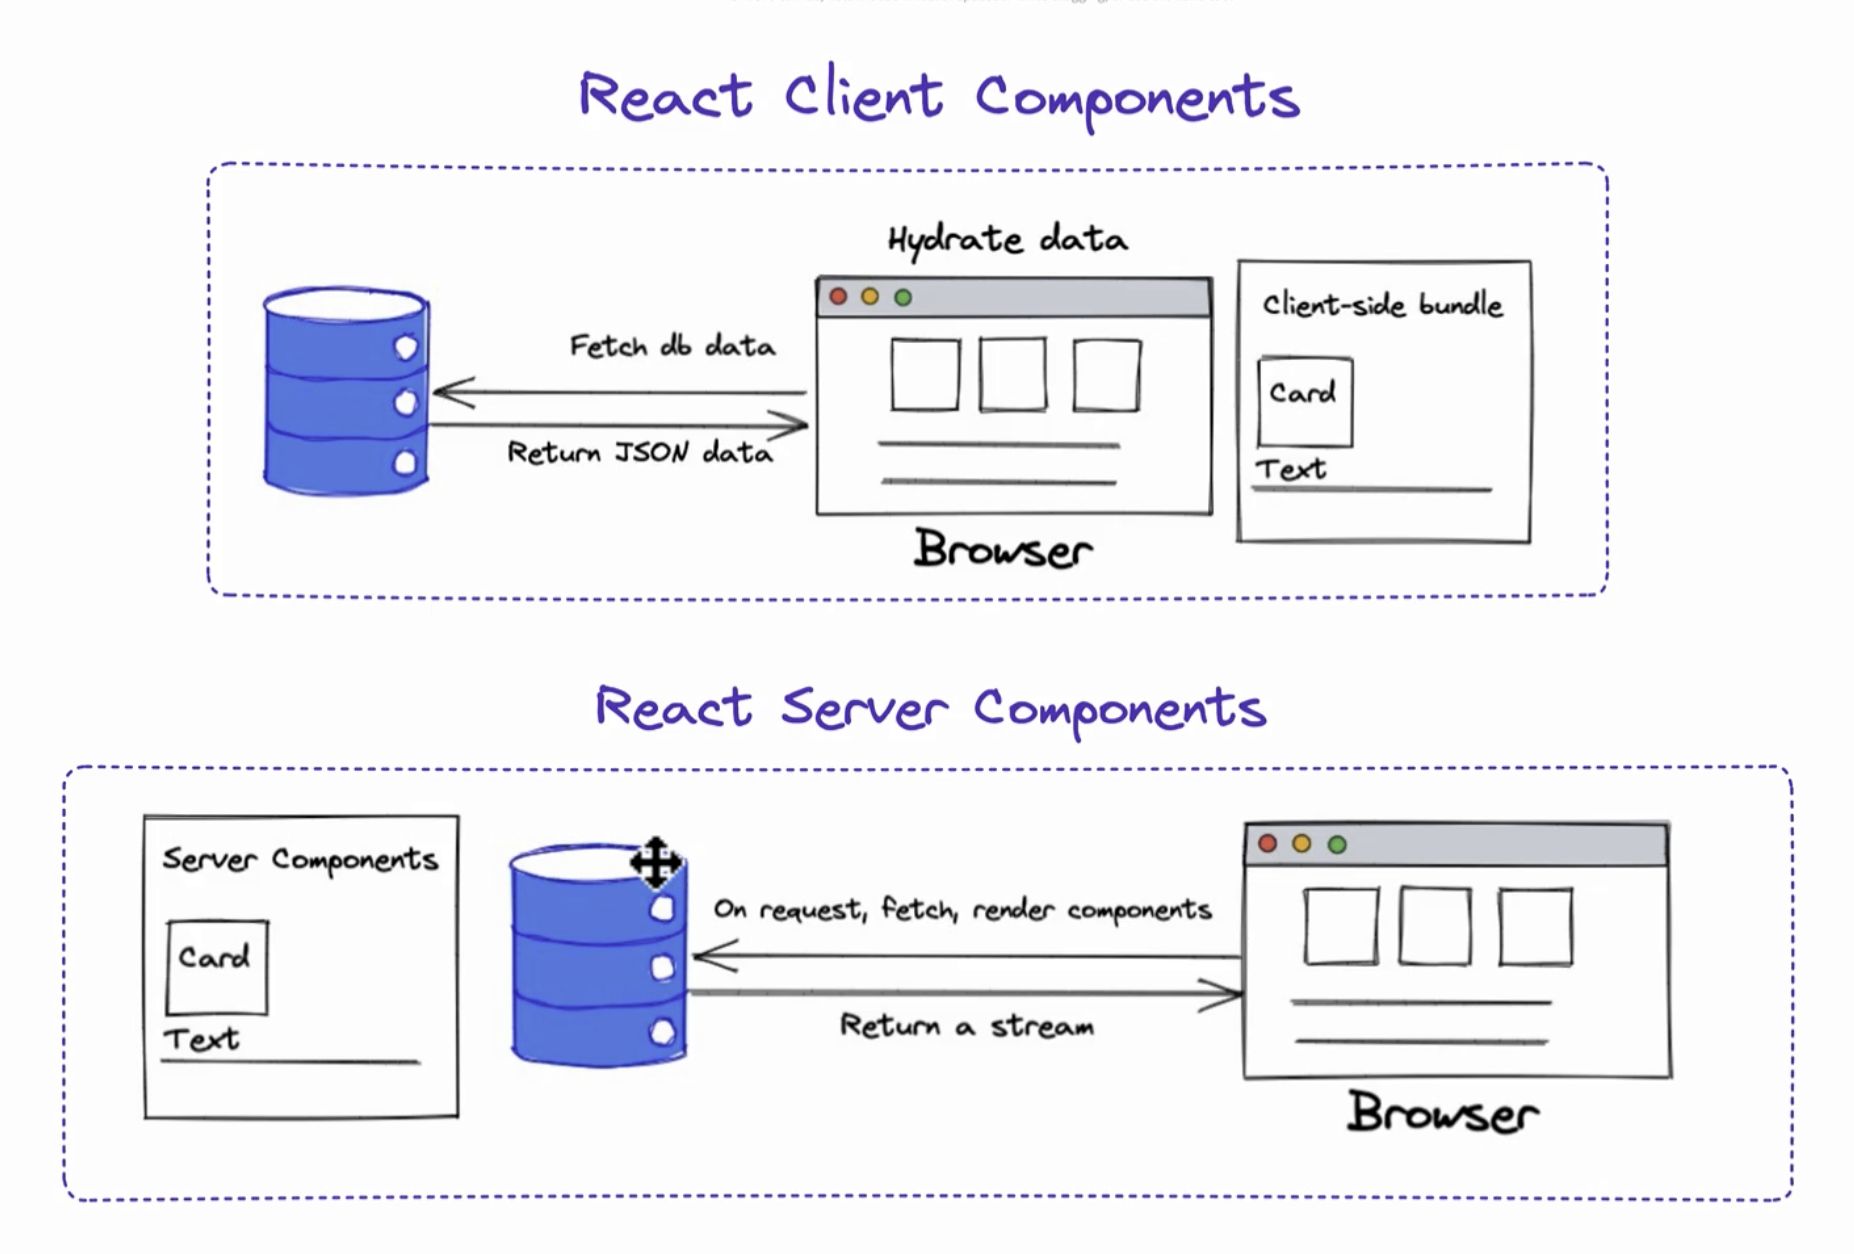 React Client Components
Hydrate data
Client-side bundle
Fetch db data
Card
Return JSON data
Text
Browser
React Server Components
Server Components
On request, fetch, render components
Card
Return a stream
Text
Browser